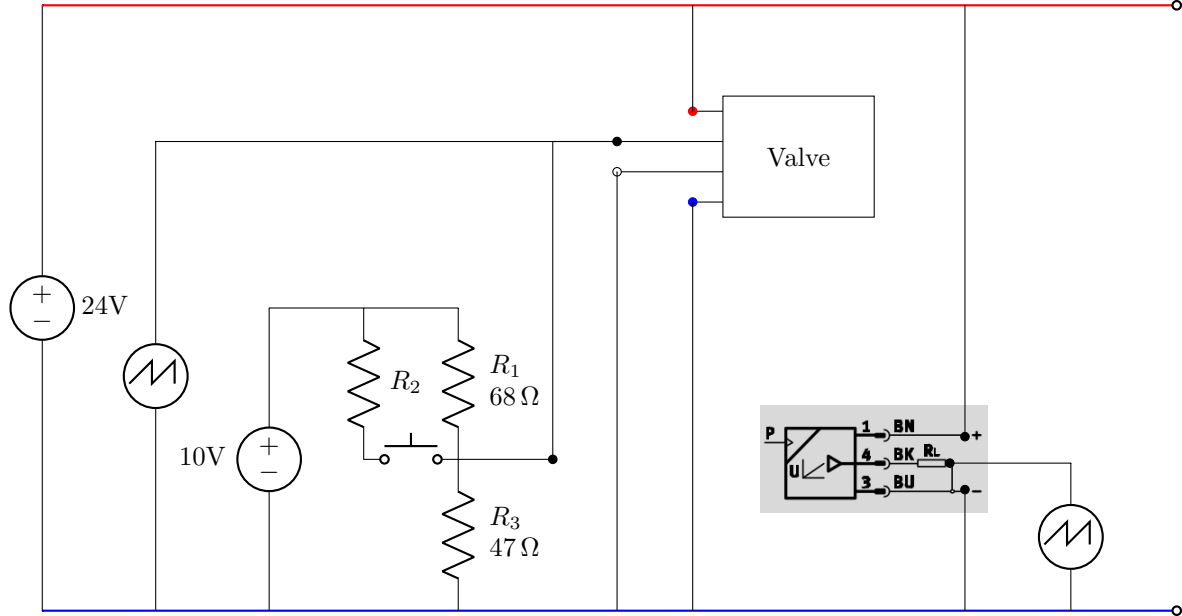 Valve
24V
10V
R2
R1
68 Ω
R3
47 Ω
P
U
1 BN
4 BK RL
3 BU
+
−